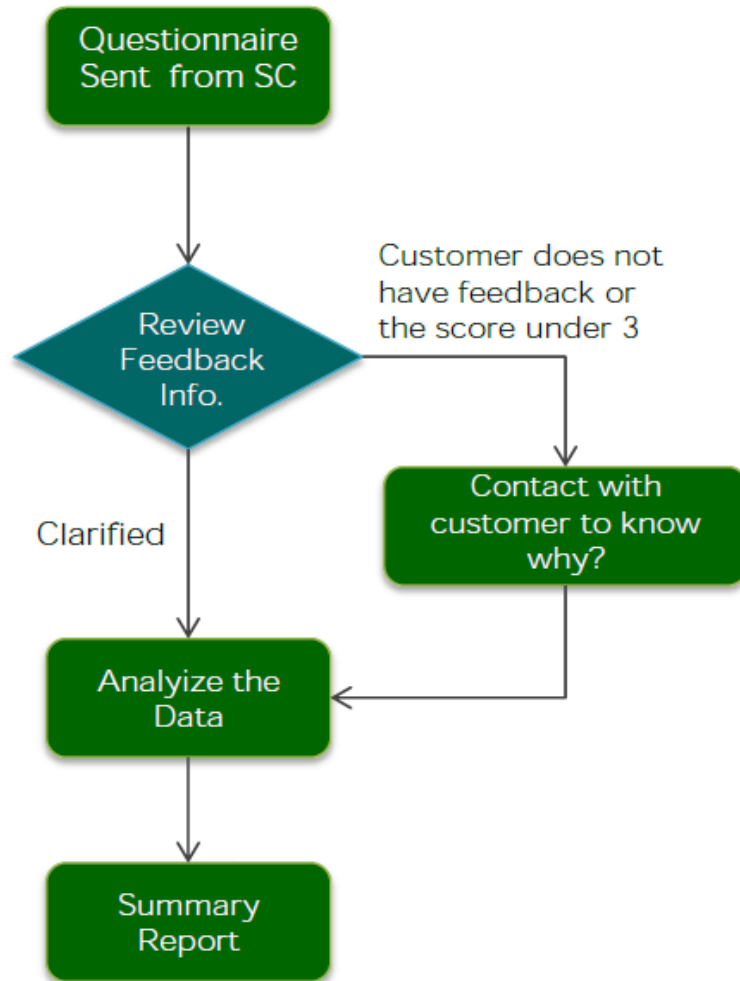 Questionnaire
Sent from SC
Customer does not
have feedback or
the score under 3
Review
Feedback
Info.
Contact with
customer to know
why?
Clarified
Analyize the
Data
Summary
Report